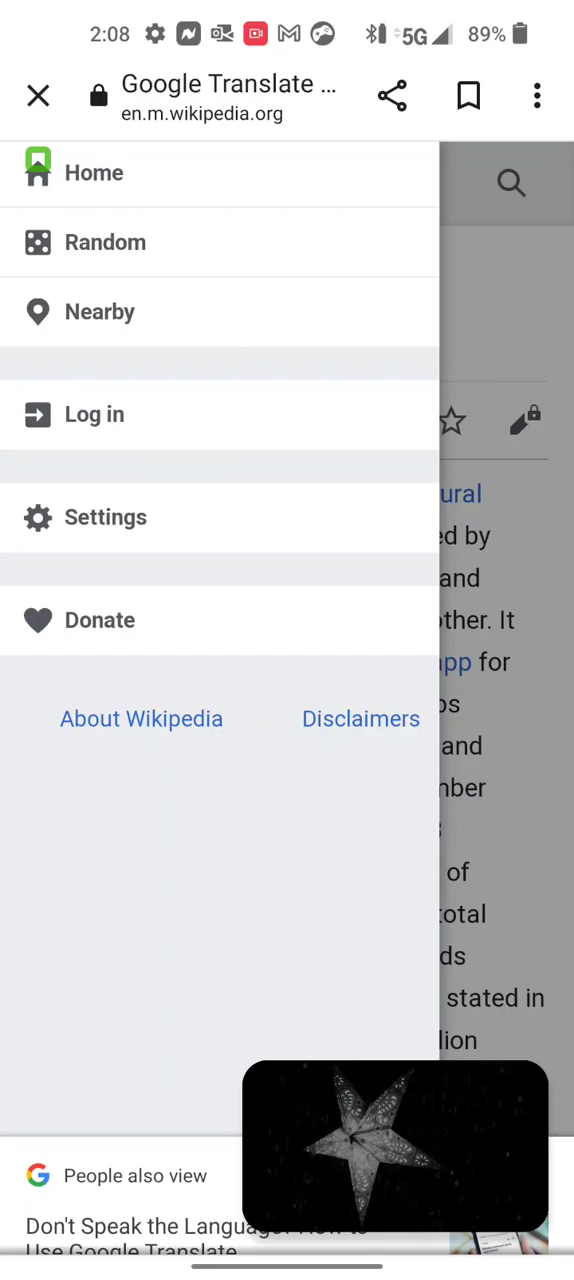 2:08
5G
89%
Google Translate ...
en.m.wikipedia.org
Home
Random
Nearby
Log in
Settings
Donate
About Wikipedia
Disclaimers
ural
ed by
and
other. It
app for
os
and
mber
of
total
ds
stated in
lion
People also view
Don't Speak the Language? How to
Use Google Translate